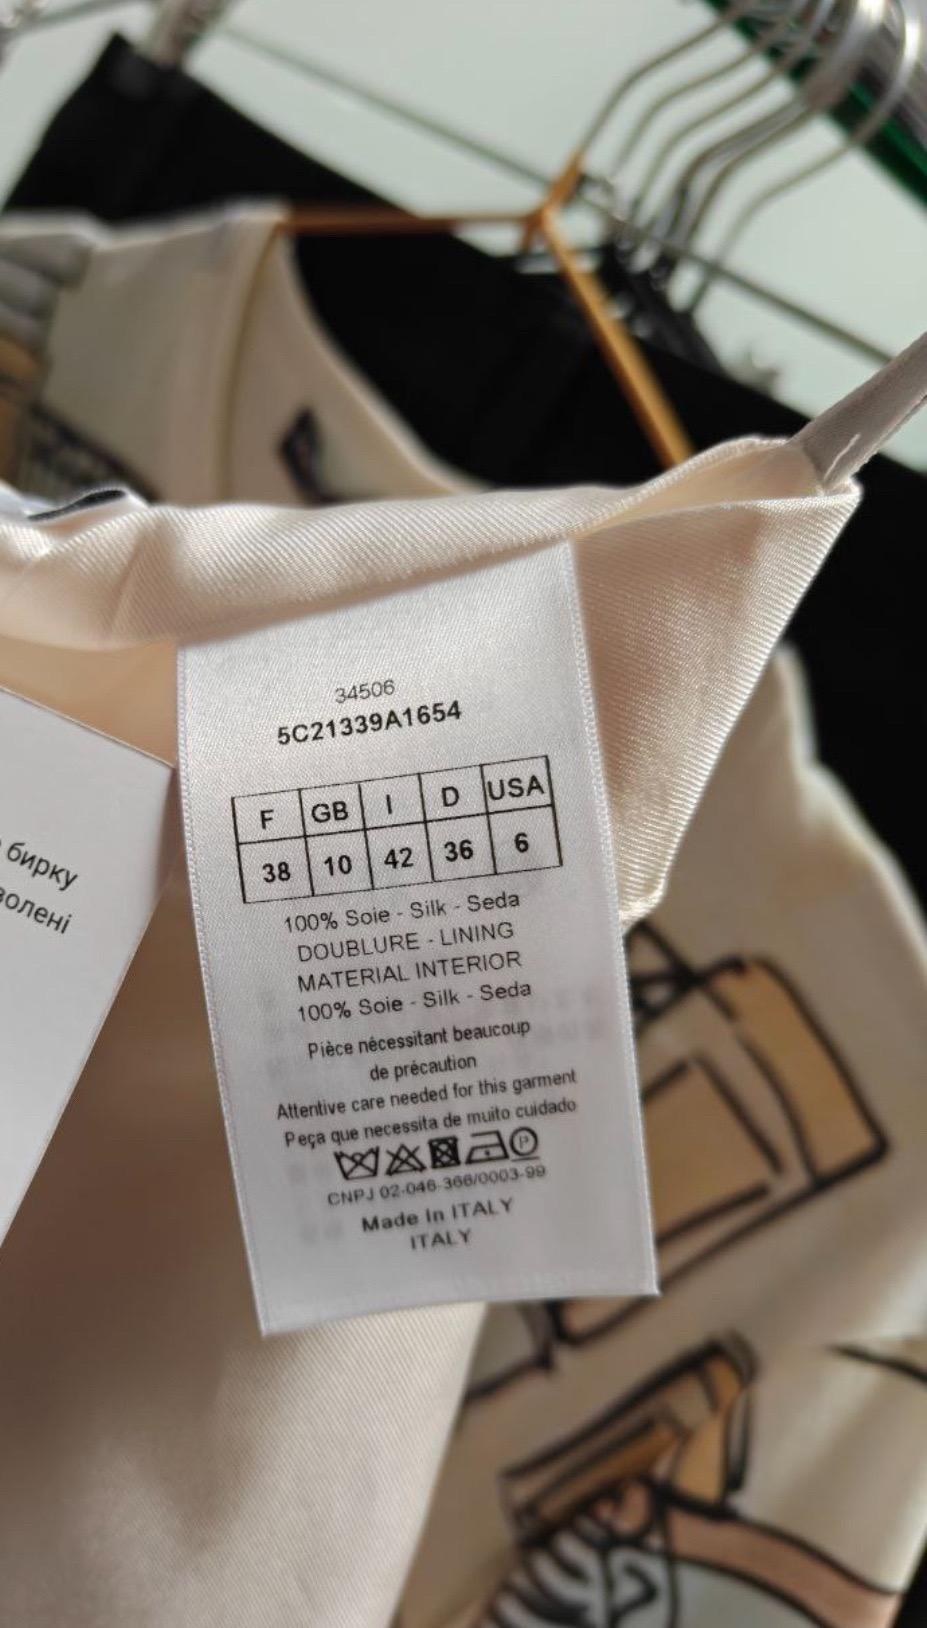 34506
5C21339A1654
F GB I D USA
38 10 42 36 6
100% Soie - Silk - Seda
DOUBLURE - LINING
MATERIAL INTERIOR
100% Soie - Silk - Seda
Pièce nécessitant beaucoup
de précaution
Attentive care needed for this garment
Peça que necessita de muito cuidado
P
CNPJ 02-046-366/0003-99
Made In ITALY
ITALY
бирку